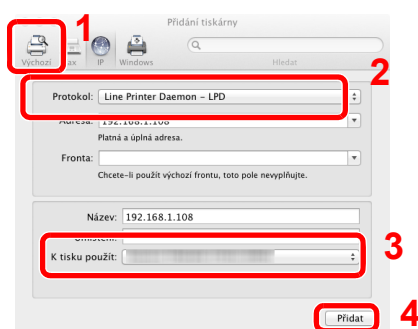 Přidání tiskárny
1
Výchozí ax IP Windows Hledat
2
Protokol: Line Printer Daemon – LPD
Adresa: 192.168.1.108
Platná a úplná adresa.
Fronta:
Chcete-li použít výchozí frontu, toto pole nevyplňujte.
Název: 192.168.1.108
Umístění:
K tisku použít:
3
Přidat
4